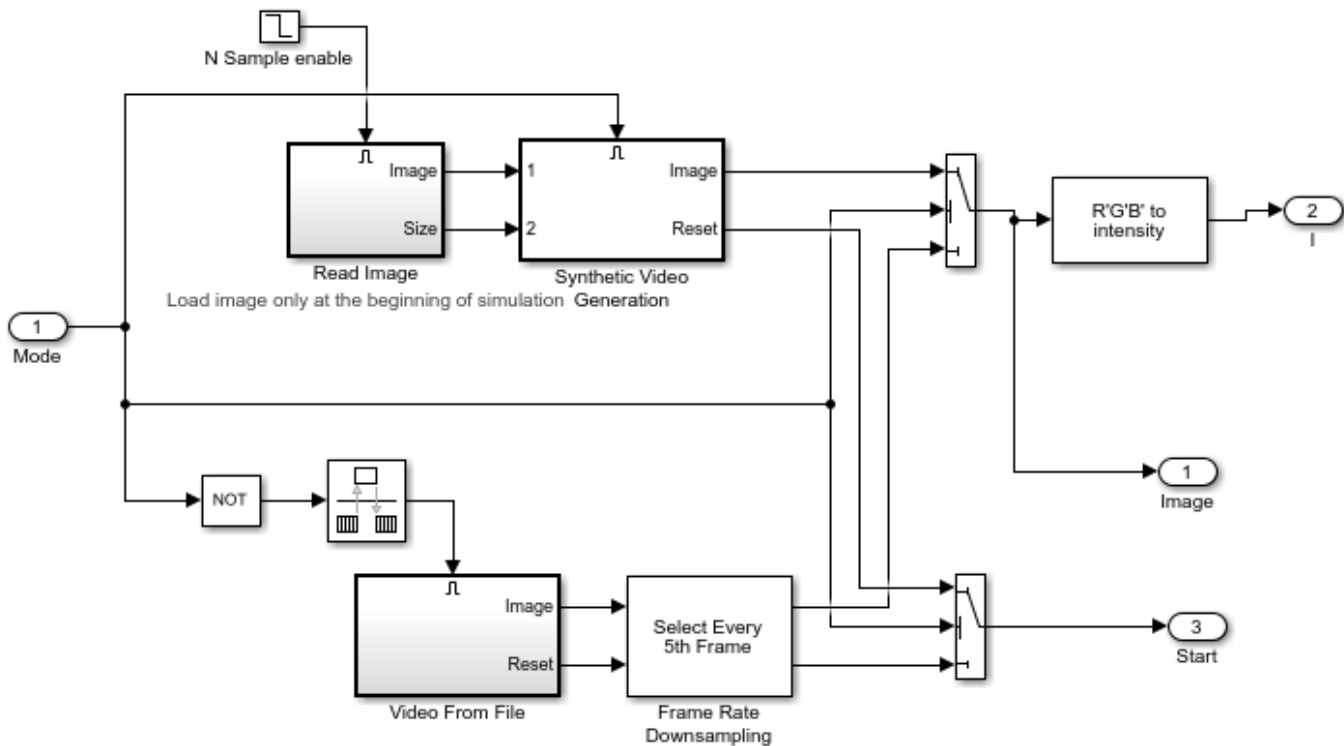 N Sample enable
Image
Size
Read Image
Load image only at the beginning of simulation
1
2
Image
Reset
Synthetic Video
Generation
R'G'B' to
intensity
2
I
1
Mode
NOT
1
Image
Image
Reset
Video From File
Select Every
5th Frame
Frame Rate
Downsampling
3
Start